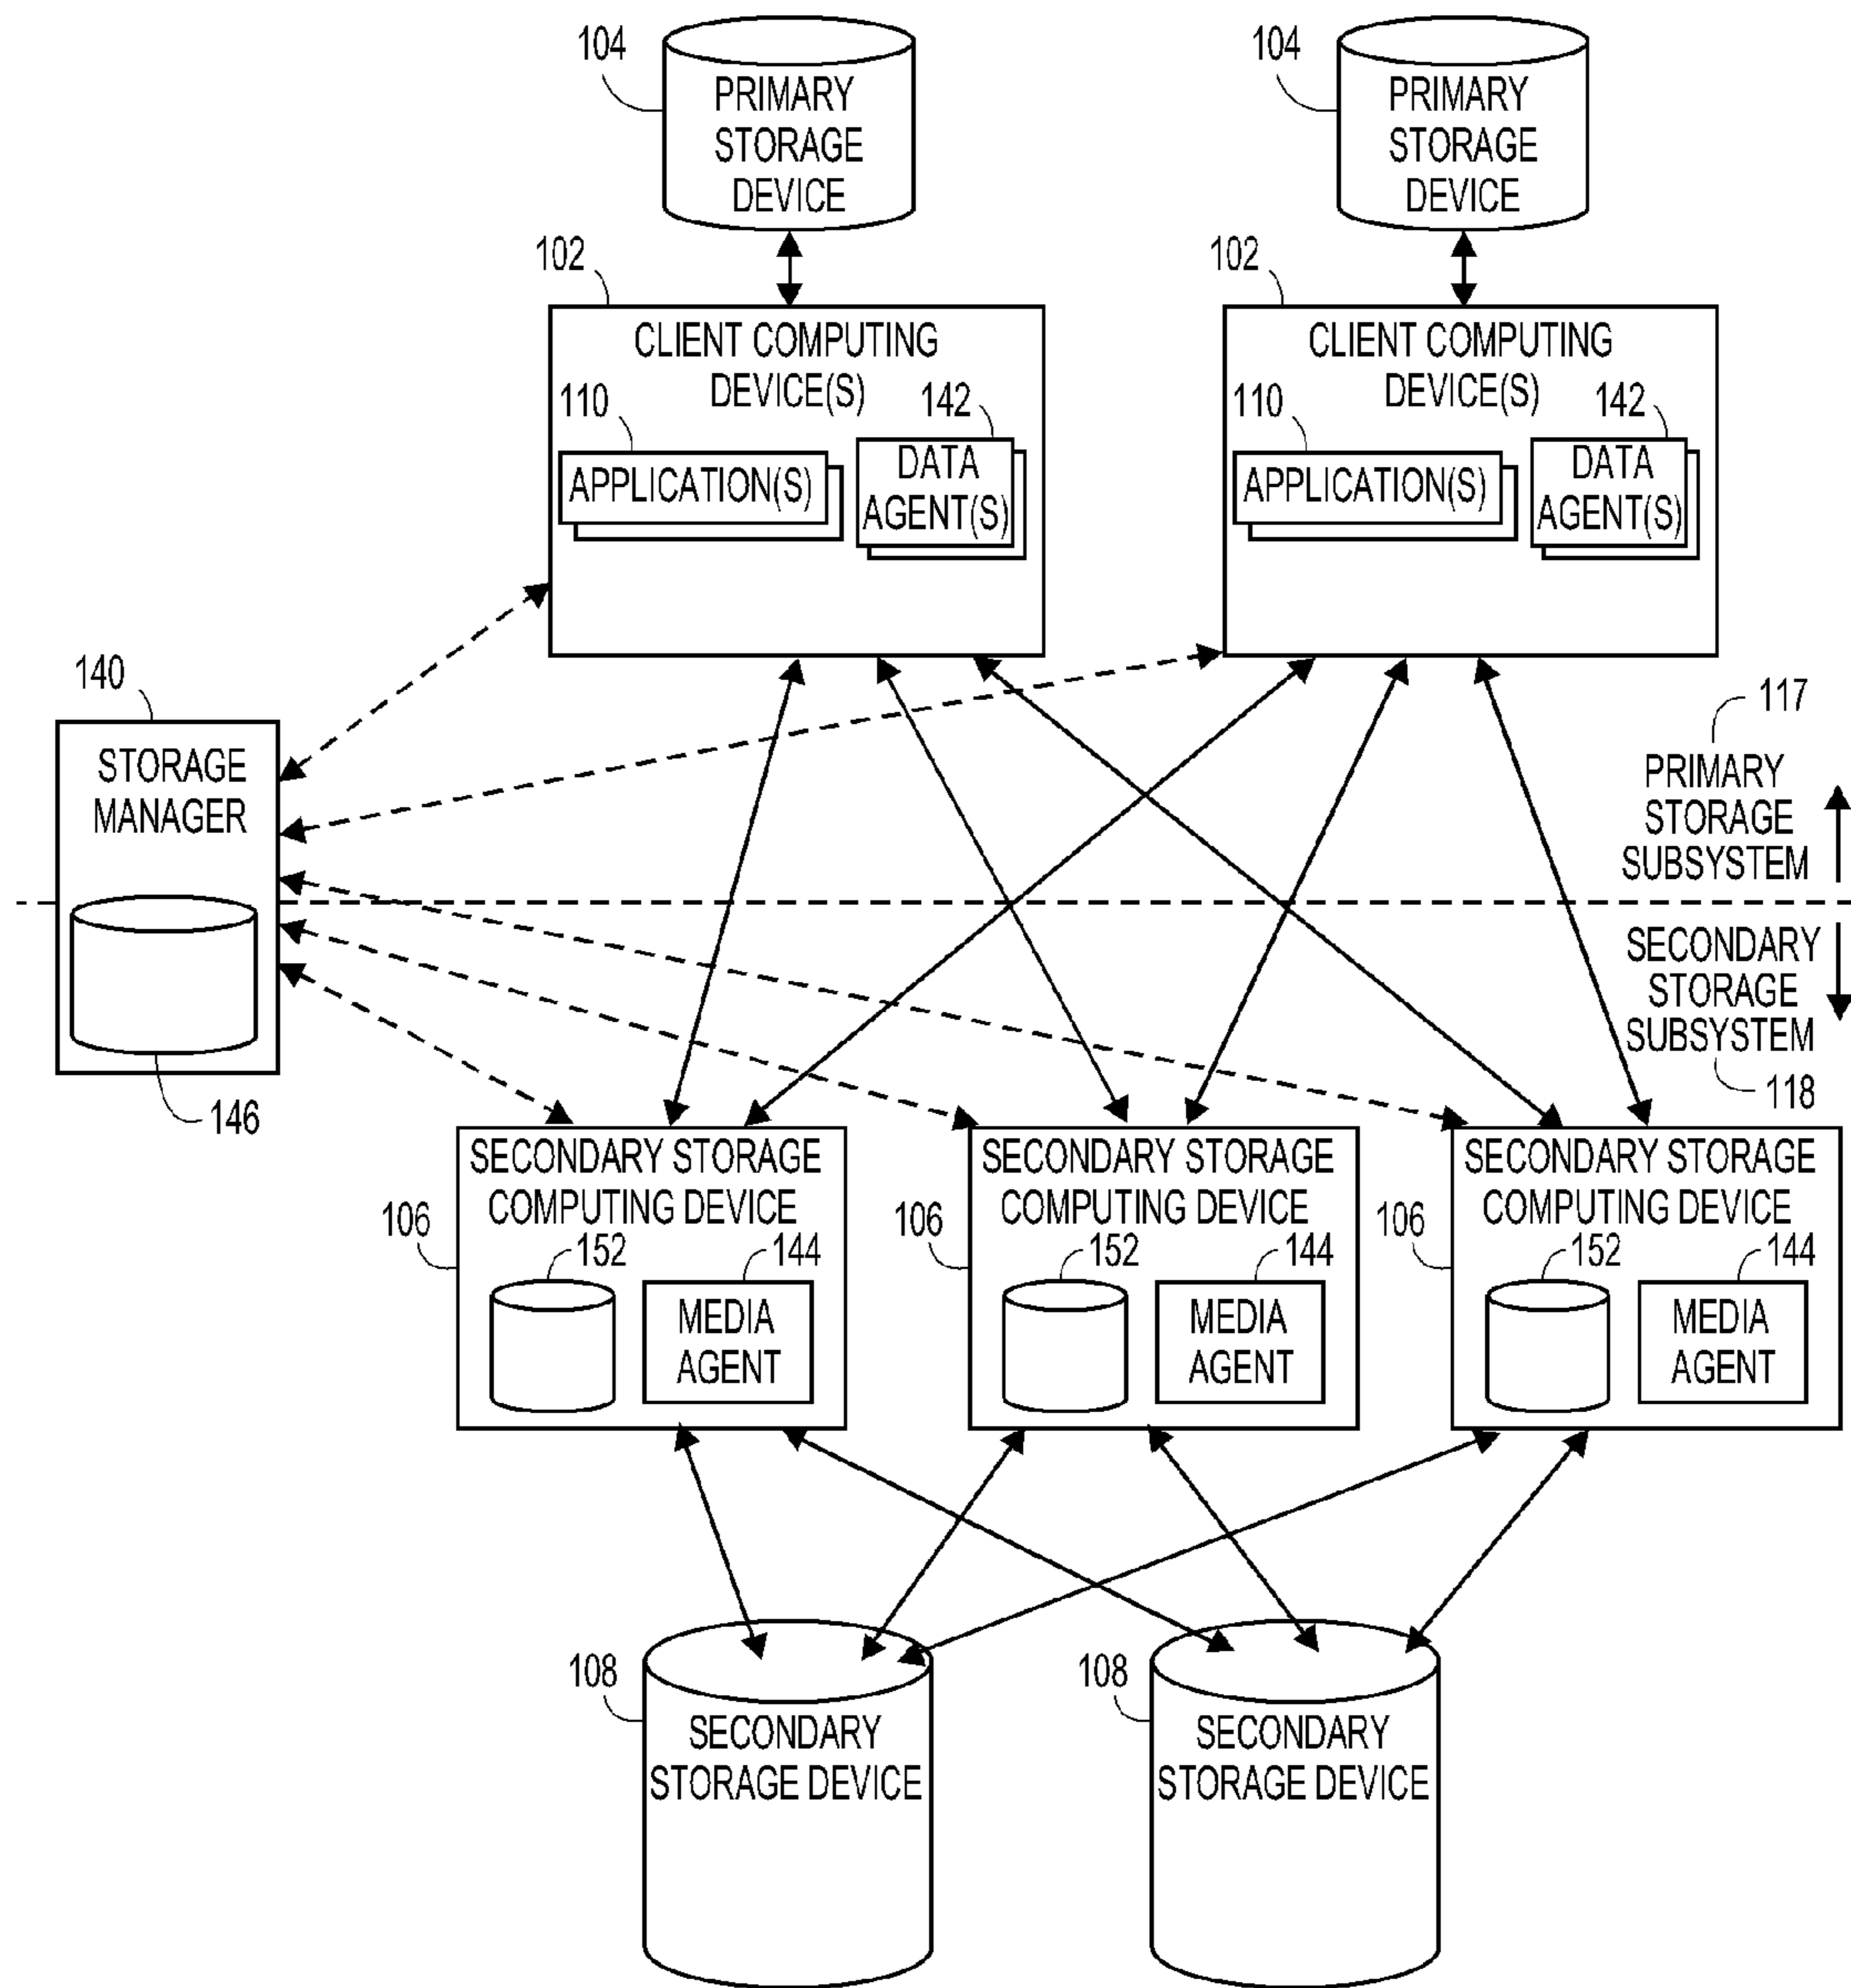 104
PRIMARY
STORAGE
DEVICE
104
PRIMARY
STORAGE
DEVICE
102
CLIENT COMPUTING
DEVICE(S)
110
APPLICATION(S)
142
DATA
AGENT(S)
102
CLIENT COMPUTING
DEVICE(S)
110
APPLICATION(S)
142
DATA
AGENT(S)
140
STORAGE
MANAGER
146
117
PRIMARY
STORAGE
SUBSYSTEM
SECONDARY
STORAGE
SUBSYSTEM
118
106
SECONDARY STORAGE
COMPUTING DEVICE
152
144
MEDIA
AGENT
106
SECONDARY STORAGE
COMPUTING DEVICE
152
144
MEDIA
AGENT
106
SECONDARY STORAGE
COMPUTING DEVICE
152
144
MEDIA
AGENT
108
SECONDARY
STORAGE DEVICE
108
SECONDARY
STORAGE DEVICE